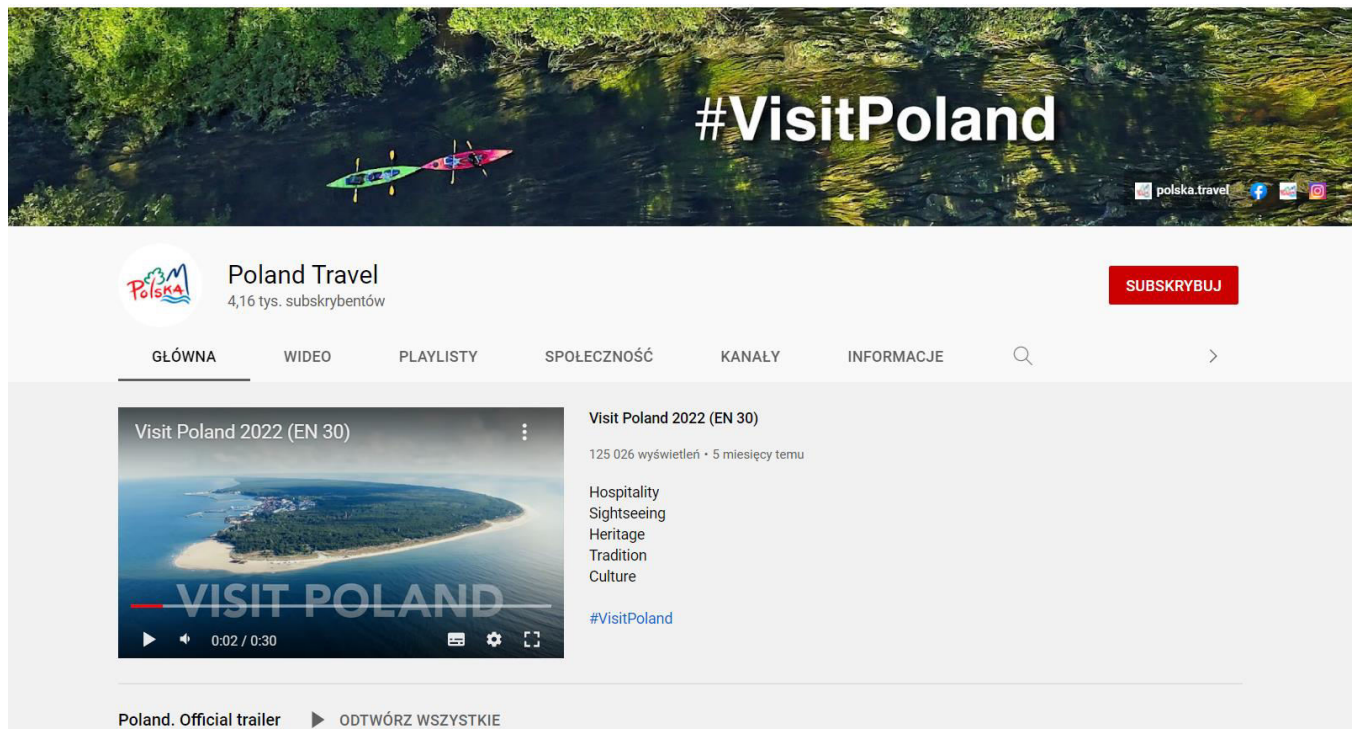 #VisitPoland
polska.travel
POLSKA
Poland Travel
4,16 tys. subskrybentów
SUBSKRYBUJ
GŁÓWNA WIDEO PLAYLISTY SPOŁECZNOŚĆ KANAŁY INFORMACJE
Visit Poland 2022 (EN 30)
VISIT POLAND
0:02 / 0:30
Visit Poland 2022 (EN 30)
125 026 wyświetleń • 5 miesięcy temu
Hospitality
Sightseeing
Heritage
Tradition
Culture
#VisitPoland
Poland. Official trailer ODTWÓRZ WSZYSTKIE